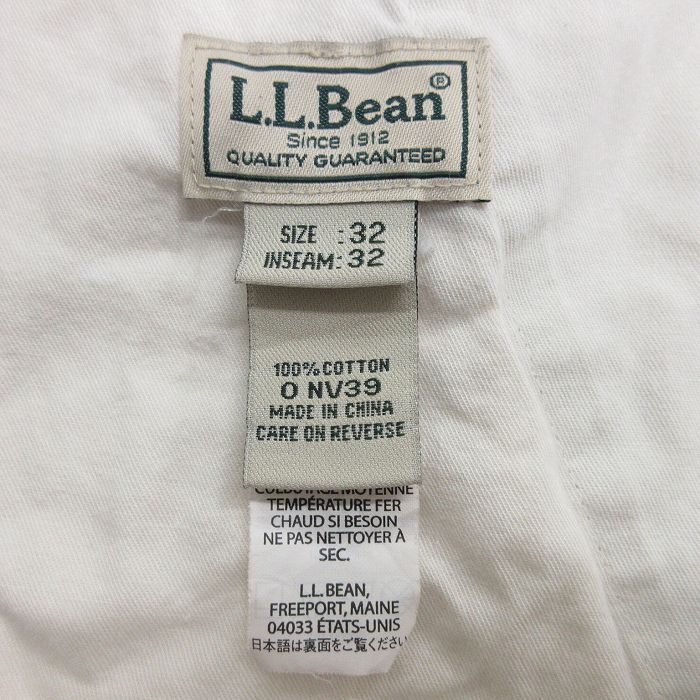 L.L.Bean®
Since 1912
QUALITY GUARANTEED
SIZE : 32
INSEAM: 32
100% COTTON
O NV39
MADE IN CHINA
CARE ON REVERSE
MOYENNE
TEMPÉRATURE FER
CHAUD SI BESOIN
NE PAS NETTOYER À
SEC.
L.L.BEAN,
FREEPORT, MAINE
04033 ÉTATS-UNIS
日本語は裏面をご覧ください